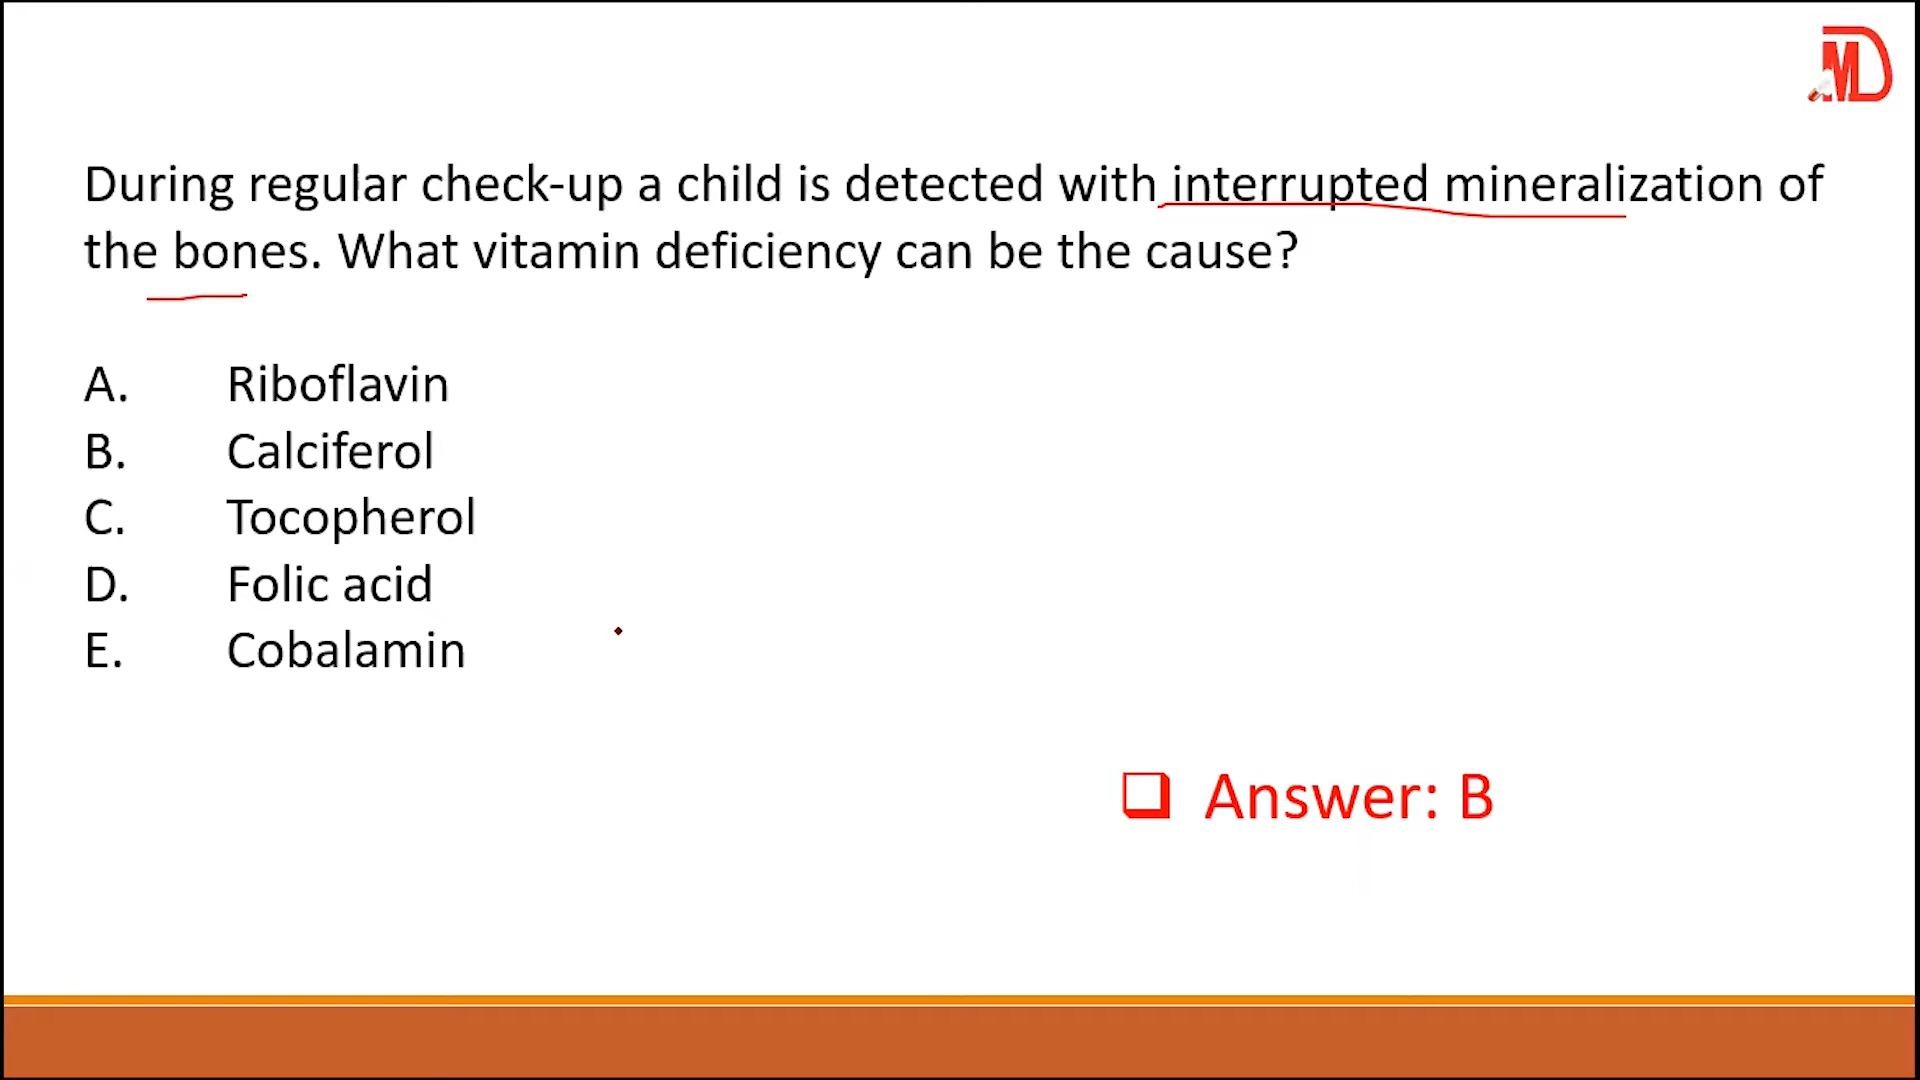 MD
During regular check-up a child is detected with interrupted mineralization of
the bones. What vitamin deficiency can be the cause?
A. Riboflavin
B. Calciferol
C. Tocopherol
D. Folic acid
E. Cobalamin
Answer: B